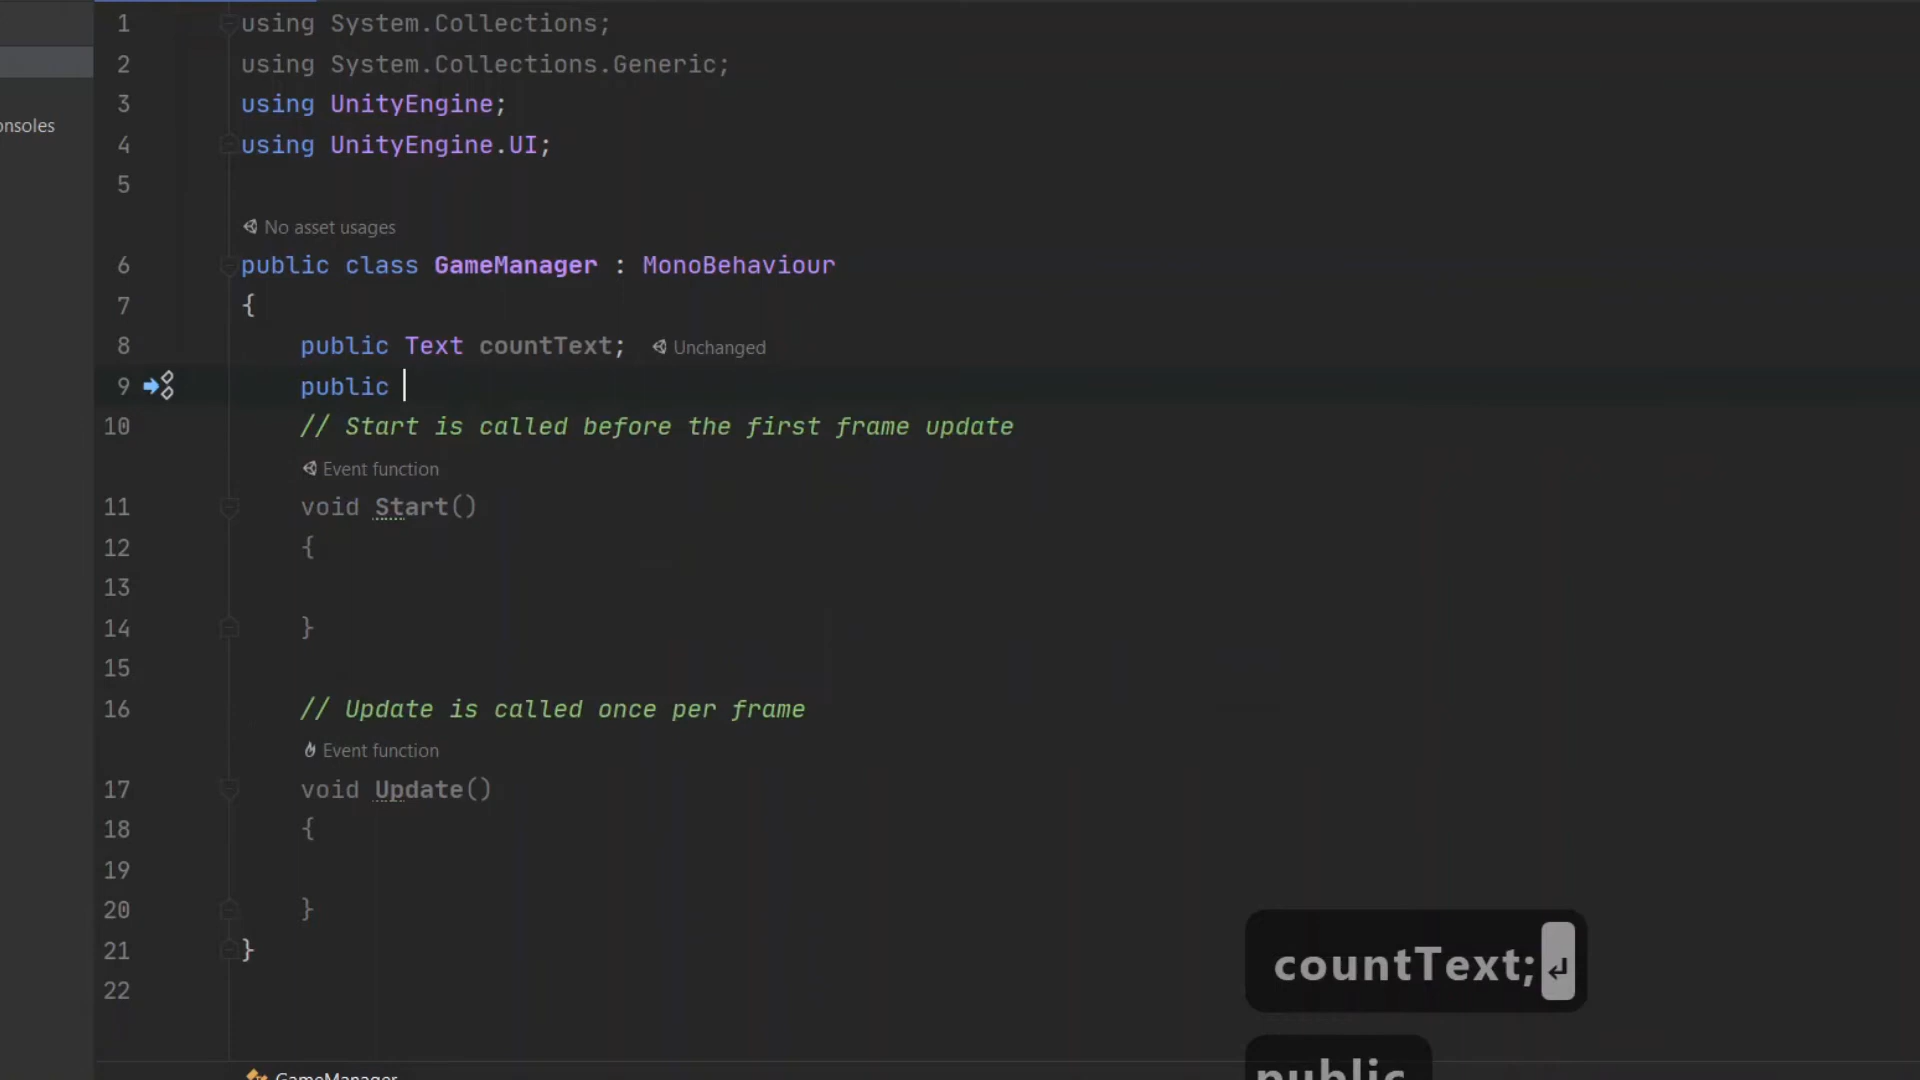 1 using System.Collections;
2 using System.Collections.Generic;
3 using UnityEngine;
onsoles
4 using UnityEngine.UI;
5
No asset usages
6 public class GameManager : MonoBehaviour
7 {
8 public Text countText; Unchanged
9 public
10 // Start is called before the first frame update
Event function
11 void Start()
12 {
13
14 }
15
16 // Update is called once per frame
Event function
17 void Update()
18 {
19
20 }
21 }
22
countText;↵
public
GameManager